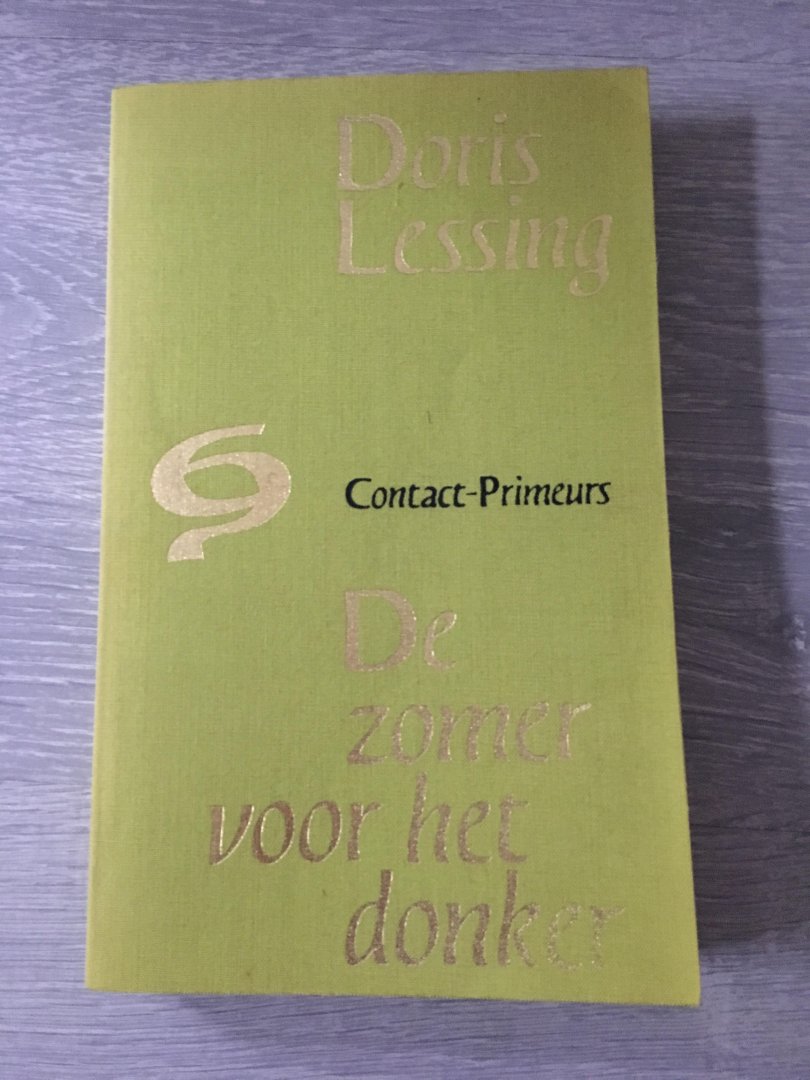 Doris
Lessing
Contact-Primeurs
De
zomer
voor het
donker